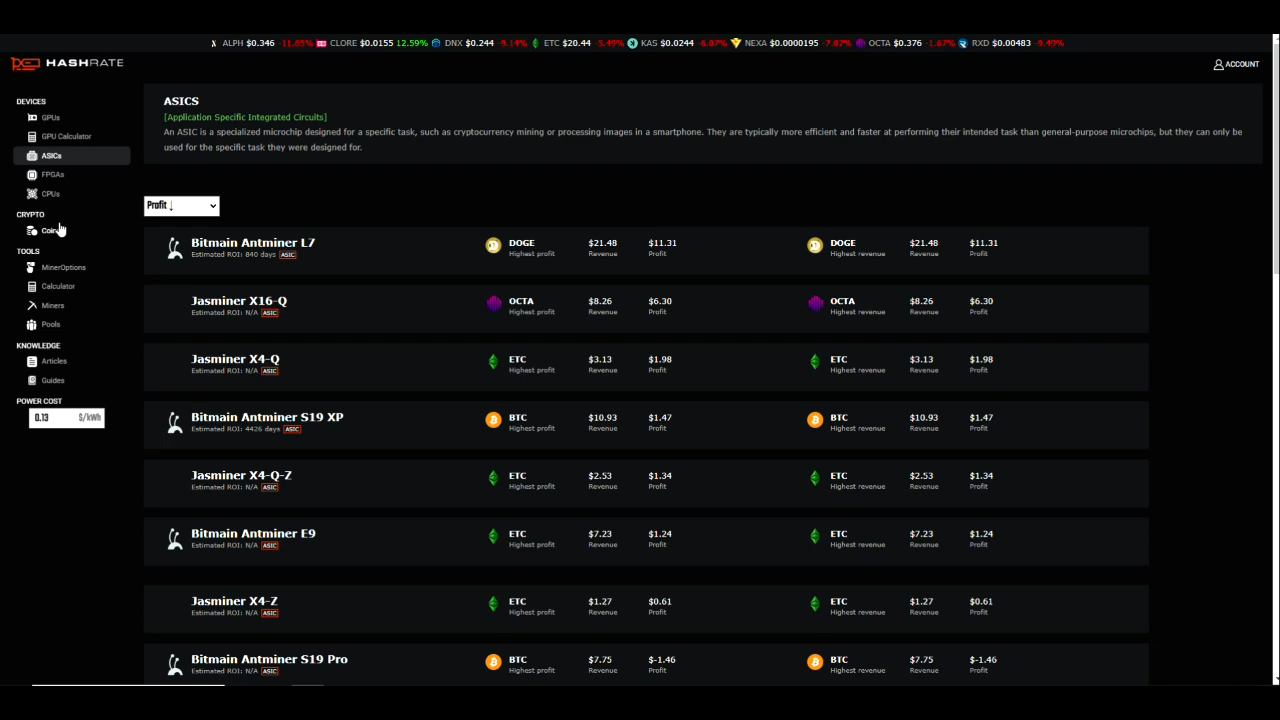 ALPH $0.346 -11.65% CLORE $0.0155 12.59% DNX $0.244 -9.14% ETC $20.44 -5.49% KAS $0.0244 -6.07% NEXA $0.0000195 -7.07% OCTA $0.376 -1.67% RXD $0.00483 -9.49%
HASHRATE
ACCOUNT
DEVICES
GPUs
GPU Calculator
ASICs
FPGAs
CPUs
CRYPTO
Coins
TOOLS
MinerOptions
Calculator
Miners
Pools
KNOWLEDGE
Articles
Guides
POWER COST
0.13 $/kWh
ASICS
[Application Specific Integrated Circuits]
An ASIC is a specialized microchip designed for a specific task, such as cryptocurrency mining or processing images in a smartphone. They are typically more efficient and faster at performing their intended task than general-purpose microchips, but they can only be
used for the specific task they were designed for.
Profit ↓
Bitmain Antminer L7 DOGE $21.48 $11.31 DOGE $21.48 $11.31
Estimated ROI: 840 days ASIC Highest profit Revenue Profit Highest revenue Revenue Profit
Jasminer X16-Q OCTA $8.26 $6.30 OCTA $8.26 $6.30
Estimated ROI: N/A ASIC Highest profit Revenue Profit Highest revenue Revenue Profit
Jasminer X4-Q ETC $3.13 $1.98 ETC $3.13 $1.98
Estimated ROI: N/A ASIC Highest profit Revenue Profit Highest revenue Revenue Profit
Bitmain Antminer S19 XP BTC $10.93 $1.47 BTC $10.93 $1.47
Estimated ROI: 4426 days ASIC Highest profit Revenue Profit Highest revenue Revenue Profit
Jasminer X4-Q-Z ETC $2.53 $1.34 ETC $2.53 $1.34
Estimated ROI: N/A ASIC Highest profit Revenue Profit Highest revenue Revenue Profit
Bitmain Antminer E9 ETC $7.23 $1.24 ETC $7.23 $1.24
Estimated ROI: N/A ASIC Highest profit Revenue Profit Highest revenue Revenue Profit
Jasminer X4-Z ETC $1.27 $0.61 ETC $1.27 $0.61
Estimated ROI: N/A ASIC Highest profit Revenue Profit Highest revenue Revenue Profit
Bitmain Antminer S19 Pro BTC $7.75 $-1.46 BTC $7.75 $-1.46
Estimated ROI: N/A ASIC Highest profit Revenue Profit Highest revenue Revenue Profit